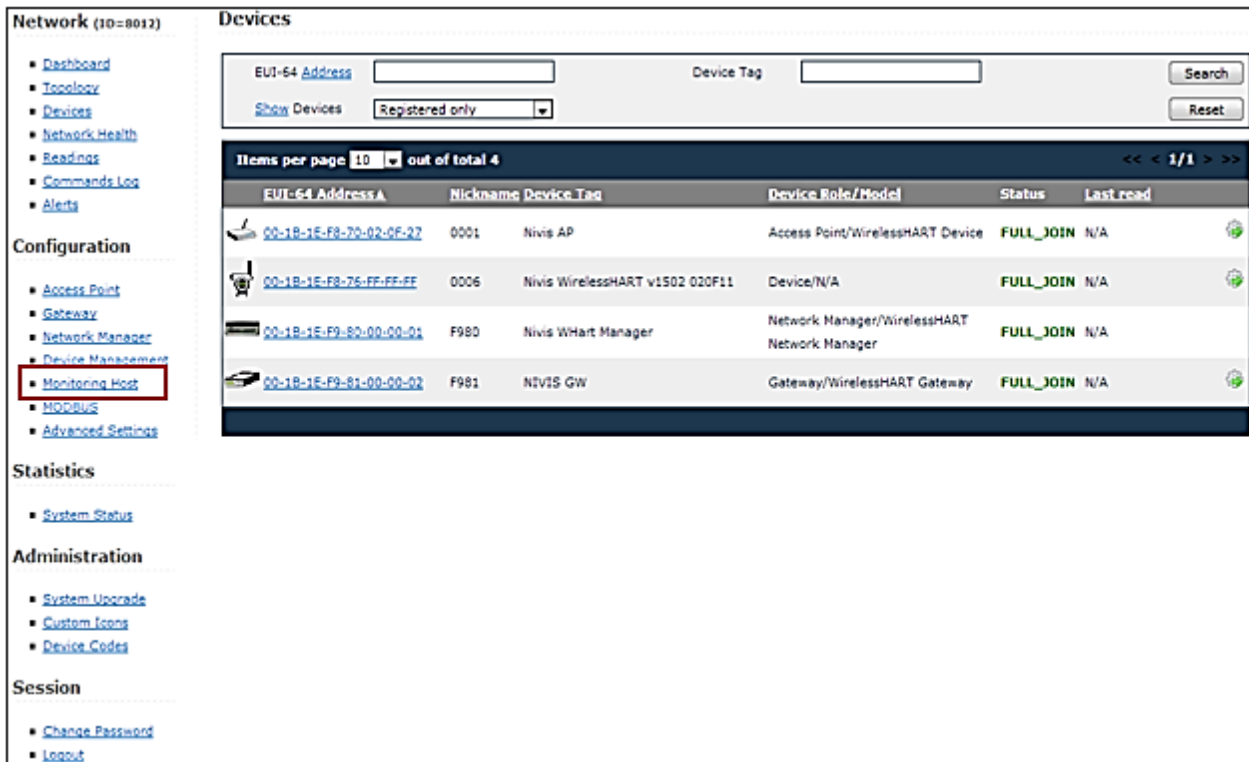 Network (ID=8012)
Dashboard
Topology
Devices
Network Health
Readings
Commands Log
Alerts
Configuration
Access Point
Gateway
Network Manager
Device Management
Monitoring Host
MODBUS
Advanced Settings
Statistics
System Status
Administration
System Upgrade
Custom Icons
Device Codes
Session
Change Password
Logout
Devices
EUI-64 Address Device Tag Search
Show Devices Registered only Reset
Items per page 10 out of total 4 << < 1/1 > >>
EUI-64 Address▲ Nickname Device Tag Device Role/Model Status Last read
00-1B-1E-F8-70-02-0F-27 0001 Nivis AP Access Point/WirelessHART Device FULL_JOIN N/A
00-1B-1E-F8-76-FF-FF-FF 0006 Nivis WirelessHART v1502 020F11 Device/N/A FULL_JOIN N/A
00-1B-1E-F9-80-00-00-01 F980 Nivis WHart Manager Network Manager/WirelessHART Network Manager FULL_JOIN N/A
00-1B-1E-F9-81-00-00-02 F981 NIVIS GW Gateway/WirelessHART Gateway FULL_JOIN N/A